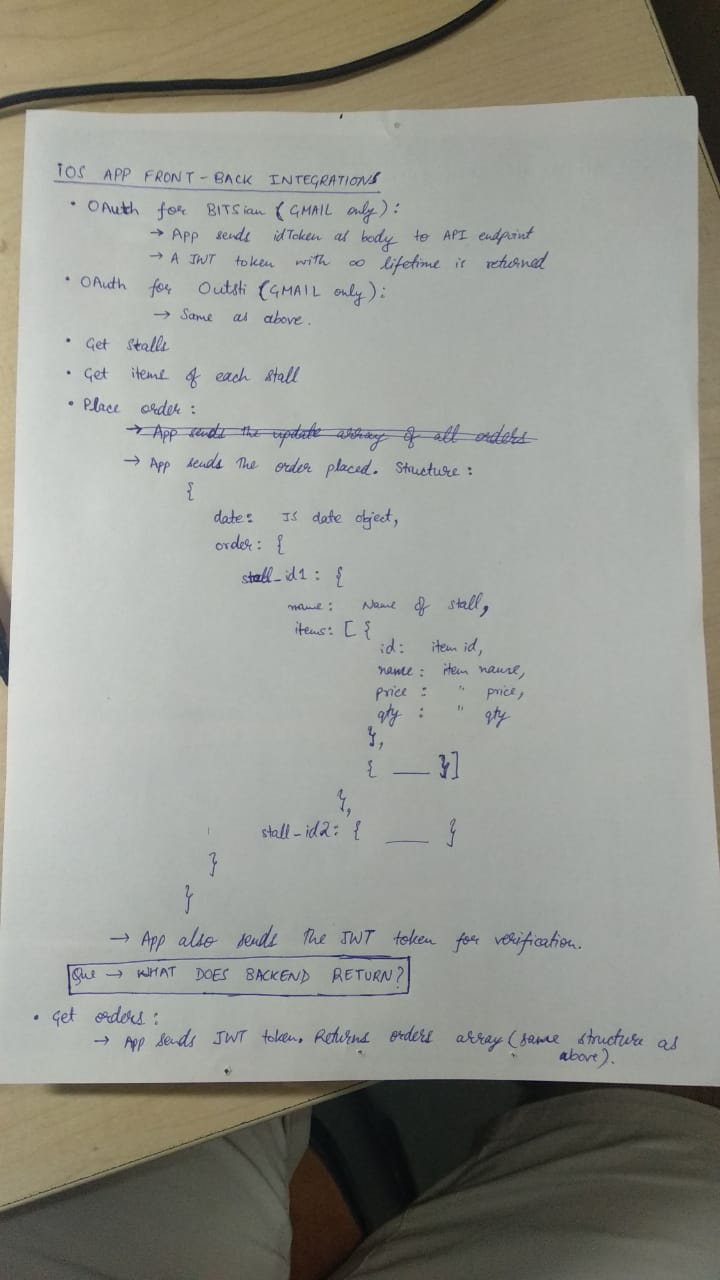 iOS APP FRONT-BACK INTEGRATIONS
• OAuth for BITSian (GMAIL only):
→ App sends idToken as body to API endpoint
→ A JWT token with ∞ lifetime is returned
• OAuth for Outsti (GMAIL only):
→ Same as above.
• Get Stalls
• Get items of each stall
• Place order:
→ App sends the update array of all orders
→ App sends the order placed. Structure:
{
date: JS date object,
order: {
stall_id1: {
name: Name of stall,
items: [{
id: item id,
name: item name,
price: " price,
qty: " qty
},
{ __ }]
},
stall-id2: { __ }
}
}
→ App also sends the JWT token for verification.
Que → WHAT DOES BACKEND RETURN?
• Get orders:
→ App sends JWT token. Returns orders array (same structure as
above).